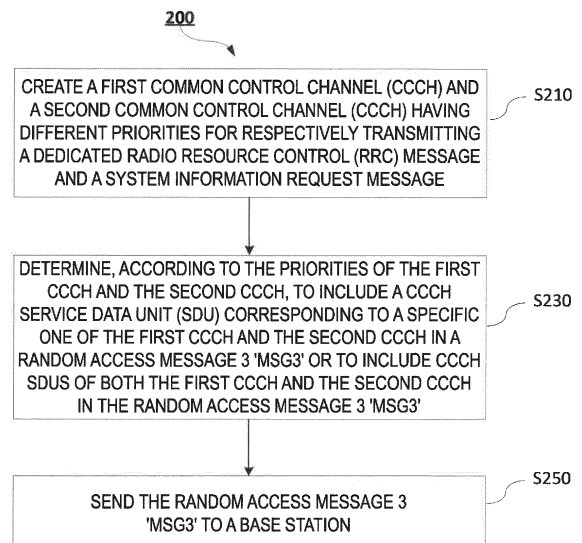 200
CREATE A FIRST COMMON CONTROL CHANNEL (CCCH) AND
A SECOND COMMON CONTROL CHANNEL (CCCH) HAVING
DIFFERENT PRIORITIES FOR RESPECTIVELY TRANSMITTING
A DEDICATED RADIO RESOURCE CONTROL (RRC) MESSAGE
AND A SYSTEM INFORMATION REQUEST MESSAGE
S210
DETERMINE, ACCORDING TO THE PRIORITIES OF THE FIRST
CCCH AND THE SECOND CCCH, TO INCLUDE A CCCH
SERVICE DATA UNIT (SDU) CORRESPONDING TO A SPECIFIC
ONE OF THE FIRST CCCH AND THE SECOND CCCH IN A
RANDOM ACCESS MESSAGE 3 'MSG3' OR TO INCLUDE CCCH
SDUS OF BOTH THE FIRST CCCH AND THE SECOND CCCH
IN THE RANDOM ACCESS MESSAGE 3 'MSG3'
S230
SEND THE RANDOM ACCESS MESSAGE 3
'MSG3' TO A BASE STATION
S250